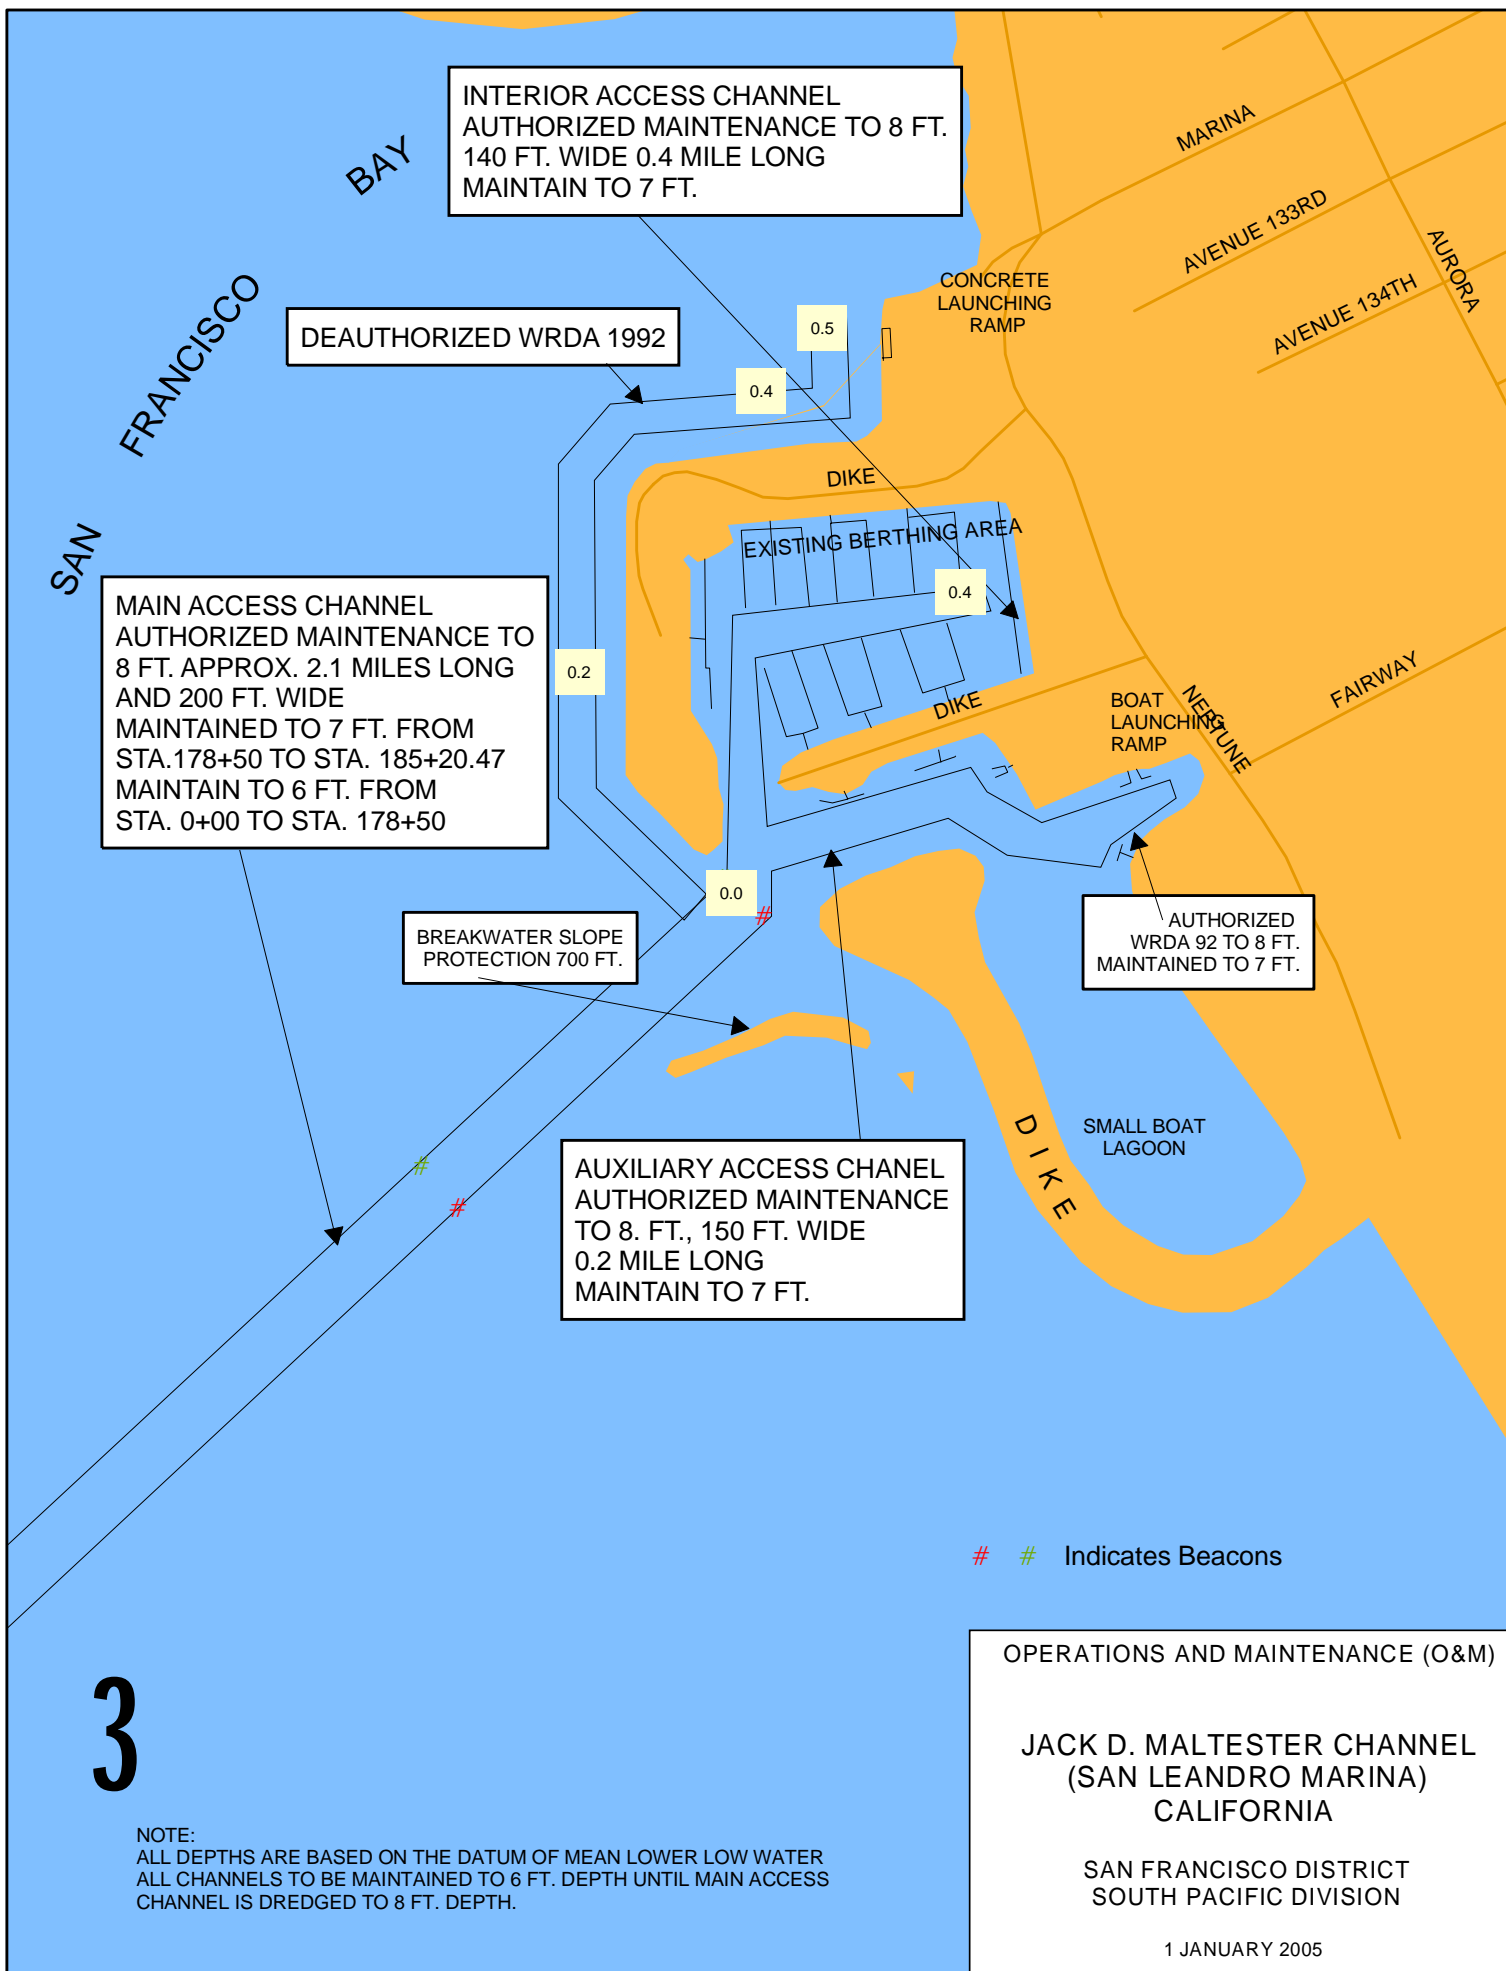 INTERIOR ACCESS CHANNEL
AUTHORIZED MAINTENANCE TO 8 FT.
140 FT. WIDE 0.4 MILE LONG
MAINTAIN TO 7 FT.
SAN FRANCISCO BAY
MARINA
AVENUE 133RD
AURORA
AVENUE 134TH
CONCRETE
LAUNCHING
RAMP
DEAUTHORIZED WRDA 1992
0.5
0.4
DIKE
EXISTING BERTHING AREA
0.4
MAIN ACCESS CHANNEL
AUTHORIZED MAINTENANCE TO
8 FT. APPROX. 2.1 MILES LONG
AND 200 FT. WIDE
MAINTAINED TO 7 FT. FROM
STA.178+50 TO STA. 185+20.47
MAINTAIN TO 6 FT. FROM
STA. 0+00 TO STA. 178+50
0.2
DIKE
BOAT
LAUNCHING
RAMP
NEPTUNE
FAIRWAY
0.0
#
BREAKWATER SLOPE
PROTECTION 700 FT.
AUTHORIZED
WRDA 92 TO 8 FT.
MAINTAINED TO 7 FT.
DIKE
SMALL BOAT
LAGOON
#
#
AUXILIARY ACCESS CHANEL
AUTHORIZED MAINTENANCE
TO 8. FT., 150 FT. WIDE
0.2 MILE LONG
MAINTAIN TO 7 FT.
# # Indicates Beacons
3
NOTE:
ALL DEPTHS ARE BASED ON THE DATUM OF MEAN LOWER LOW WATER
ALL CHANNELS TO BE MAINTAINED TO 6 FT. DEPTH UNTIL MAIN ACCESS
CHANNEL IS DREDGED TO 8 FT. DEPTH.
OPERATIONS AND MAINTENANCE (O&M)
JACK D. MALTESTER CHANNEL
(SAN LEANDRO MARINA)
CALIFORNIA
SAN FRANCISCO DISTRICT
SOUTH PACIFIC DIVISION
1 JANUARY 2005